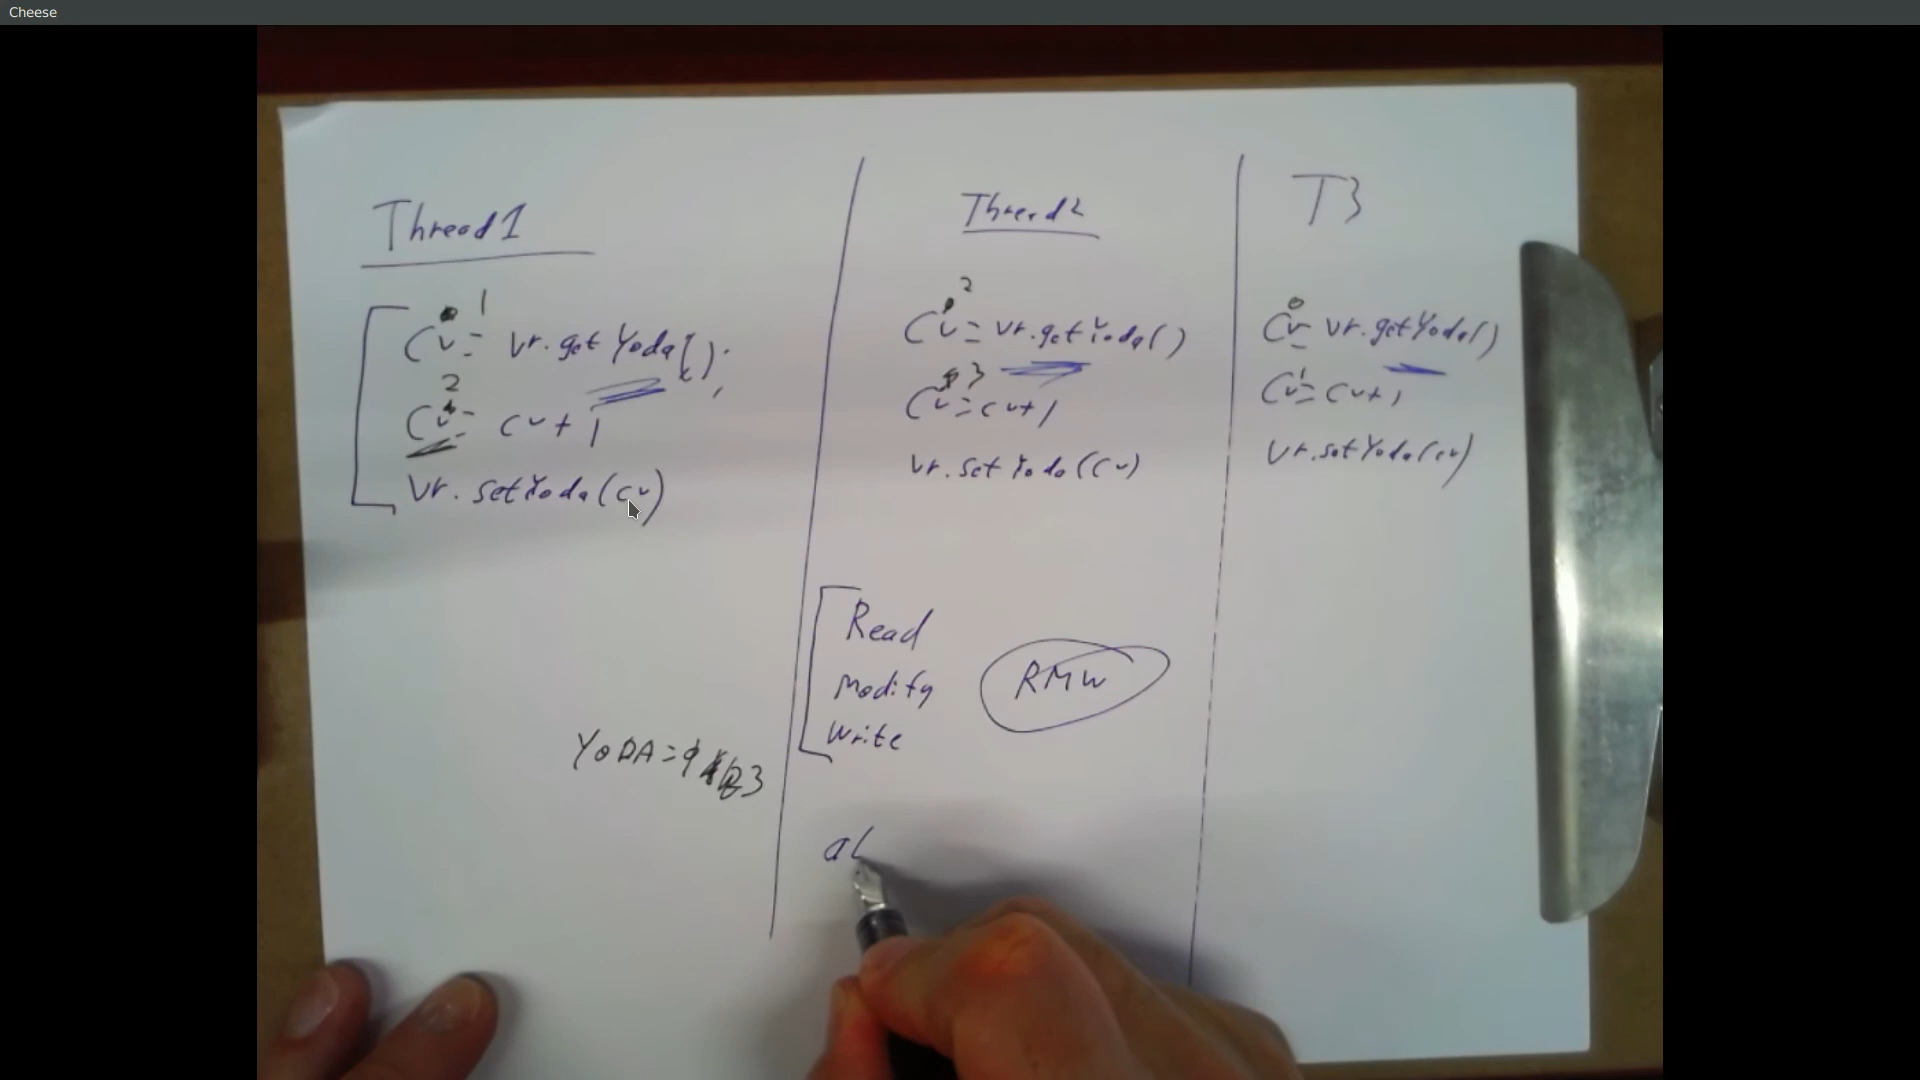 Cheese
Thread1
1
Cv = vr.getYoda();
2
Cv = cv + 1
vr.setYoda(cv)
Thread2
2
Cv = vr.getYoda()
3
Cv = cv+1
vr.setYoda(cv)
T3
0
Cv = vr.getYoda()
1
Cv = cv+1
vr.setYoda(cv)
Read
Modify
Write
RMW
YODA = 3
al